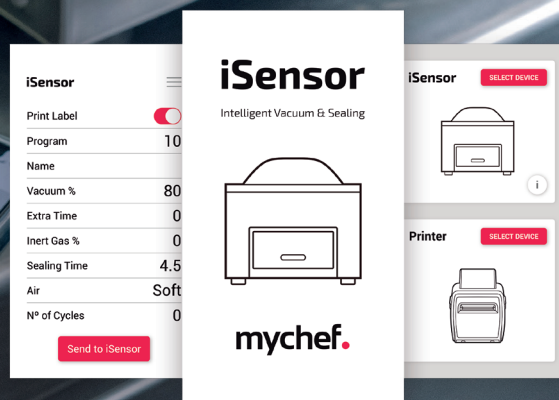 iSensor
Print Label
Program 10
Name
Vacuum % 80
Extra Time 0
Inert Gas % 0
Sealing Time 4.5
Air Soft
Nº of Cycles 0
Send to iSensor
iSensor
Intelligent Vacuum & Sealing
mychef.
iSensor
SELECT DEVICE
i
Printer
SELECT DEVICE